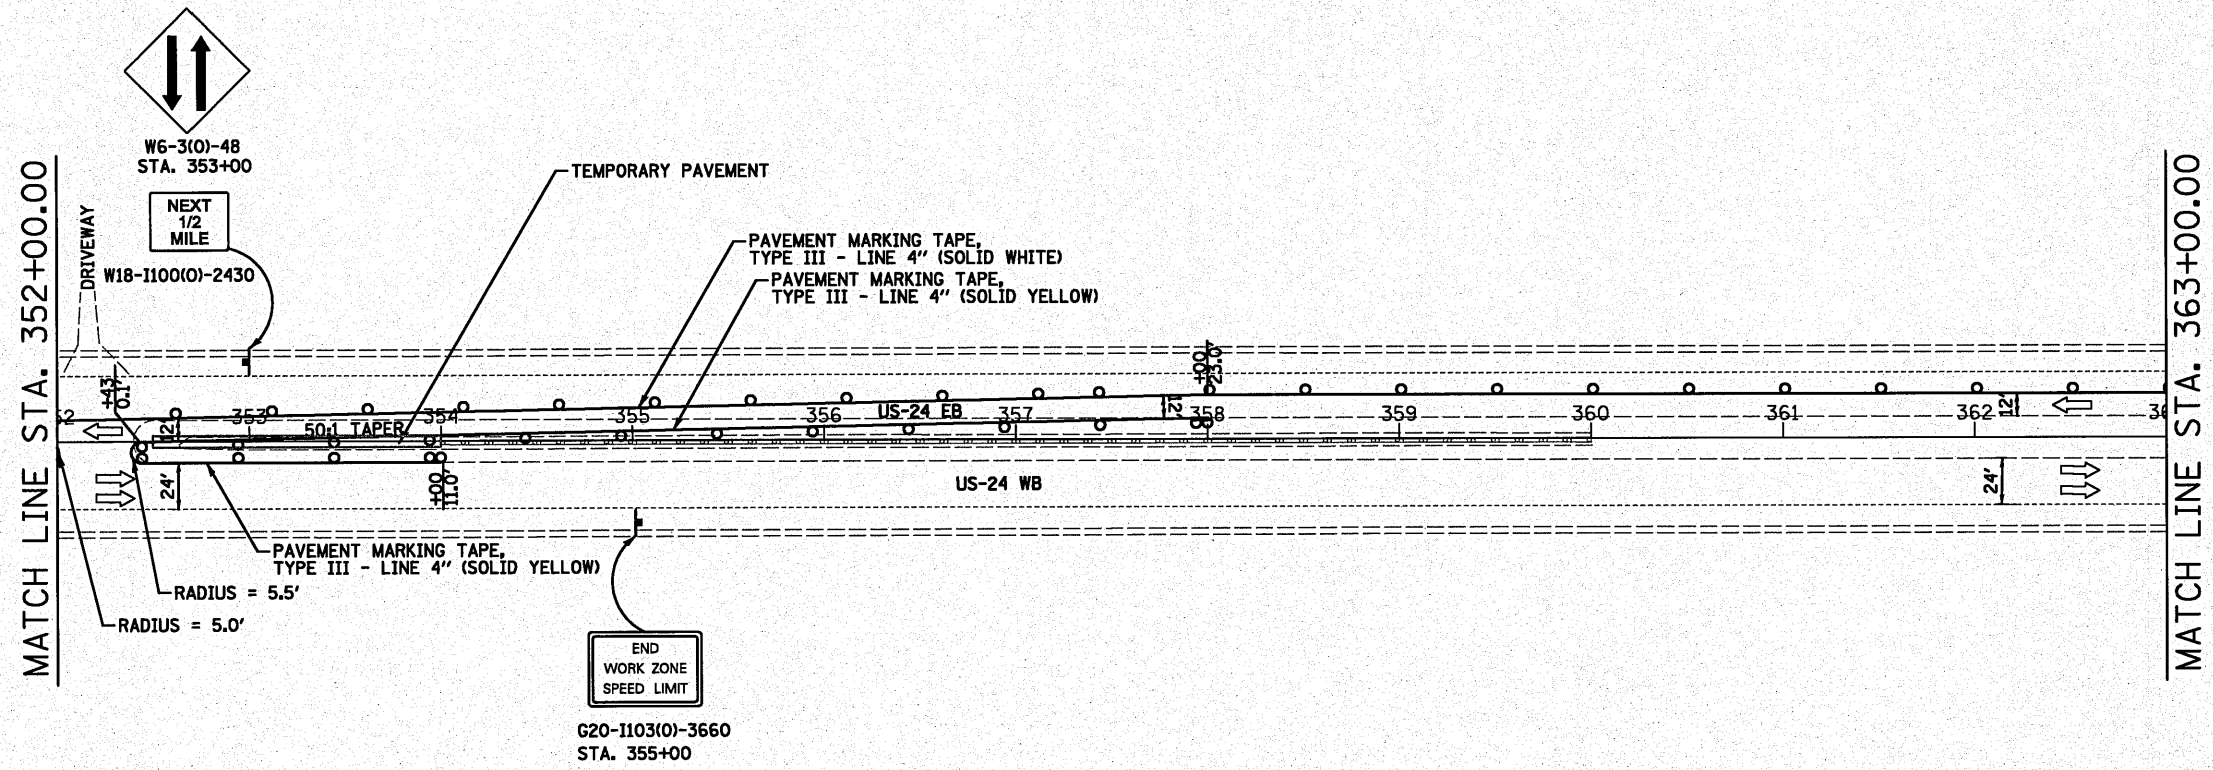 W6-3(O)-48
STA. 353+00
NEXT
1/2
MILE
W18-I100(O)-2430
DRIVEWAY
MATCH LINE STA. 352+00.00
TEMPORARY PAVEMENT
PAVEMENT MARKING TAPE,
TYPE III - LINE 4" (SOLID WHITE)
PAVEMENT MARKING TAPE,
TYPE III - LINE 4" (SOLID YELLOW)
+43
0.1'
+00
23.0'
353
354
355
356
357
358
359
360
361
362
US-24 EB
50:1 TAPER
12'
12'
12'
24'
24'
+00
11.0'
US-24 WB
PAVEMENT MARKING TAPE,
TYPE III - LINE 4" (SOLID YELLOW)
RADIUS = 5.5'
RADIUS = 5.0'
END
WORK ZONE
SPEED LIMIT
G20-I103(O)-3660
STA. 355+00
MATCH LINE STA. 363+00.00